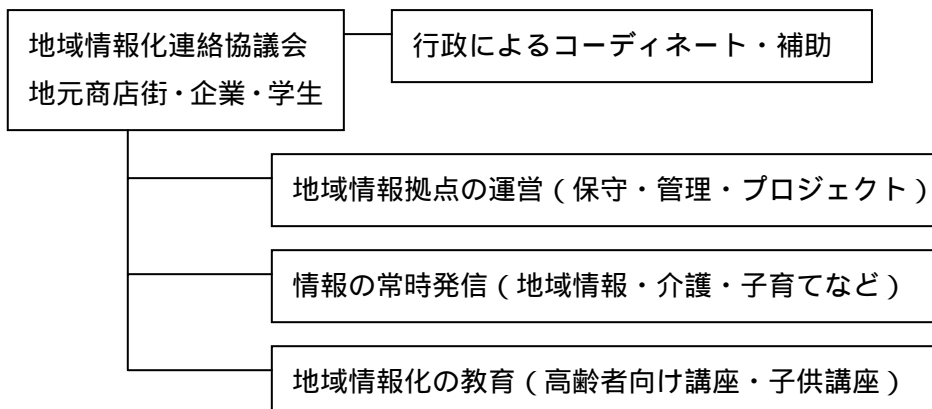 地域情報化連絡協議会
地元商店街・企業・学生
行政によるコーディネート・補助
地域情報拠点の運営（保守・管理・プロジェクト）
情報の常時発信（地域情報・介護・子育てなど）
地域情報化の教育（高齢者向け講座・子供講座）